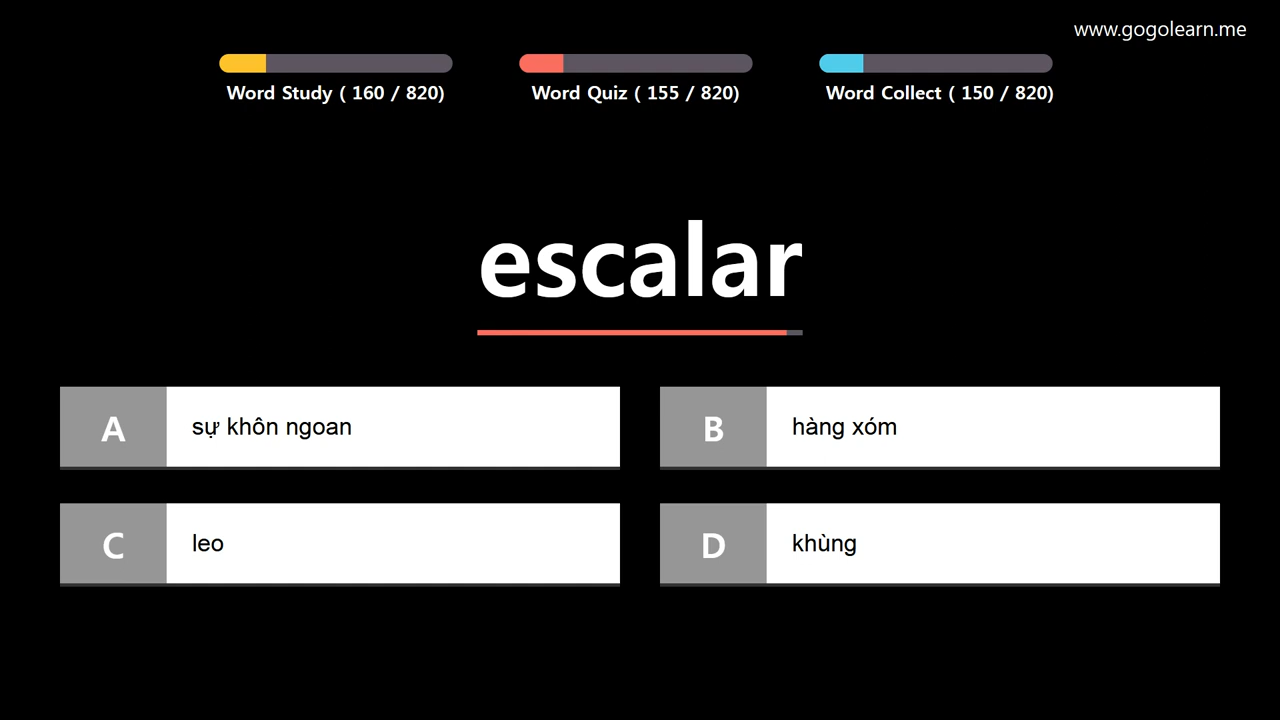 www.gogolearn.me
Word Study ( 160 / 820)
Word Quiz ( 155 / 820)
Word Collect ( 150 / 820)
escalar
A
sự khôn ngoan
B
hàng xóm
C
leo
D
khùng